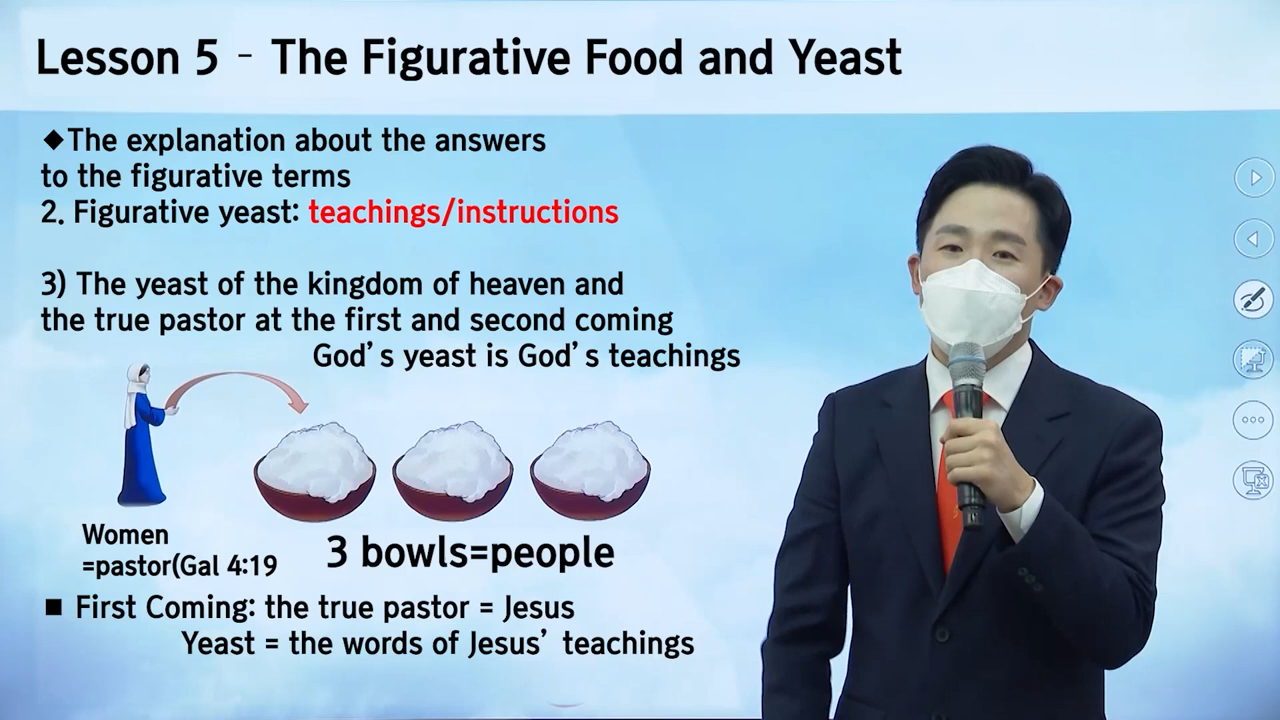 Lesson 5 - The Figurative Food and Yeast
◆The explanation about the answers
to the figurative terms
2. Figurative yeast: teachings/instructions
3) The yeast of the kingdom of heaven and
the true pastor at the first and second coming
God's yeast is God's teachings
Women
=pastor(Gal 4:19
3 bowls=people
■ First Coming: the true pastor = Jesus
Yeast = the words of Jesus' teachings